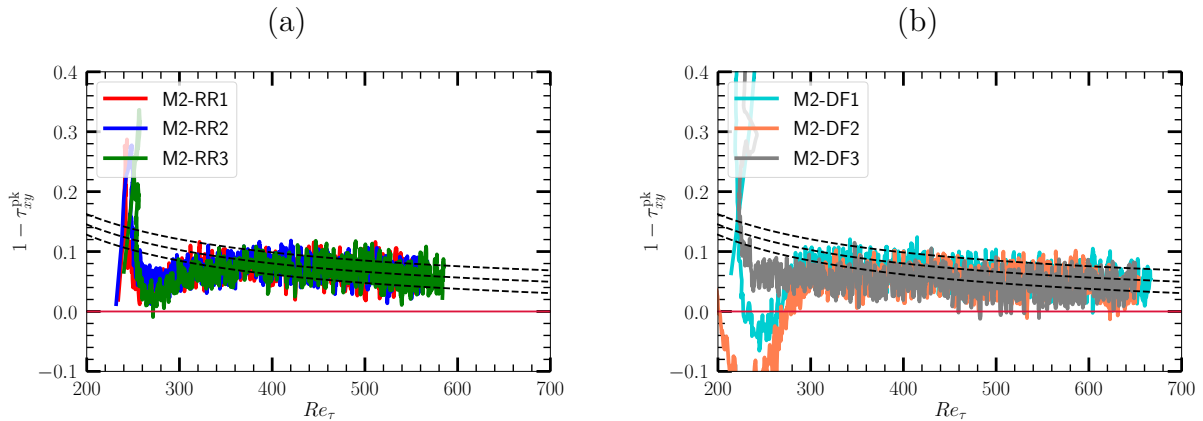 (a)
0.4
0.3
0.2
0.1
0.0
−0.1
1 − τ_xy^pk
M2-RR1
M2-RR2
M2-RR3
200 300 400 500 600 700
Re_τ
(b)
0.4
0.3
0.2
0.1
0.0
−0.1
1 − τ_xy^pk
M2-DF1
M2-DF2
M2-DF3
200 300 400 500 600 700
Re_τ